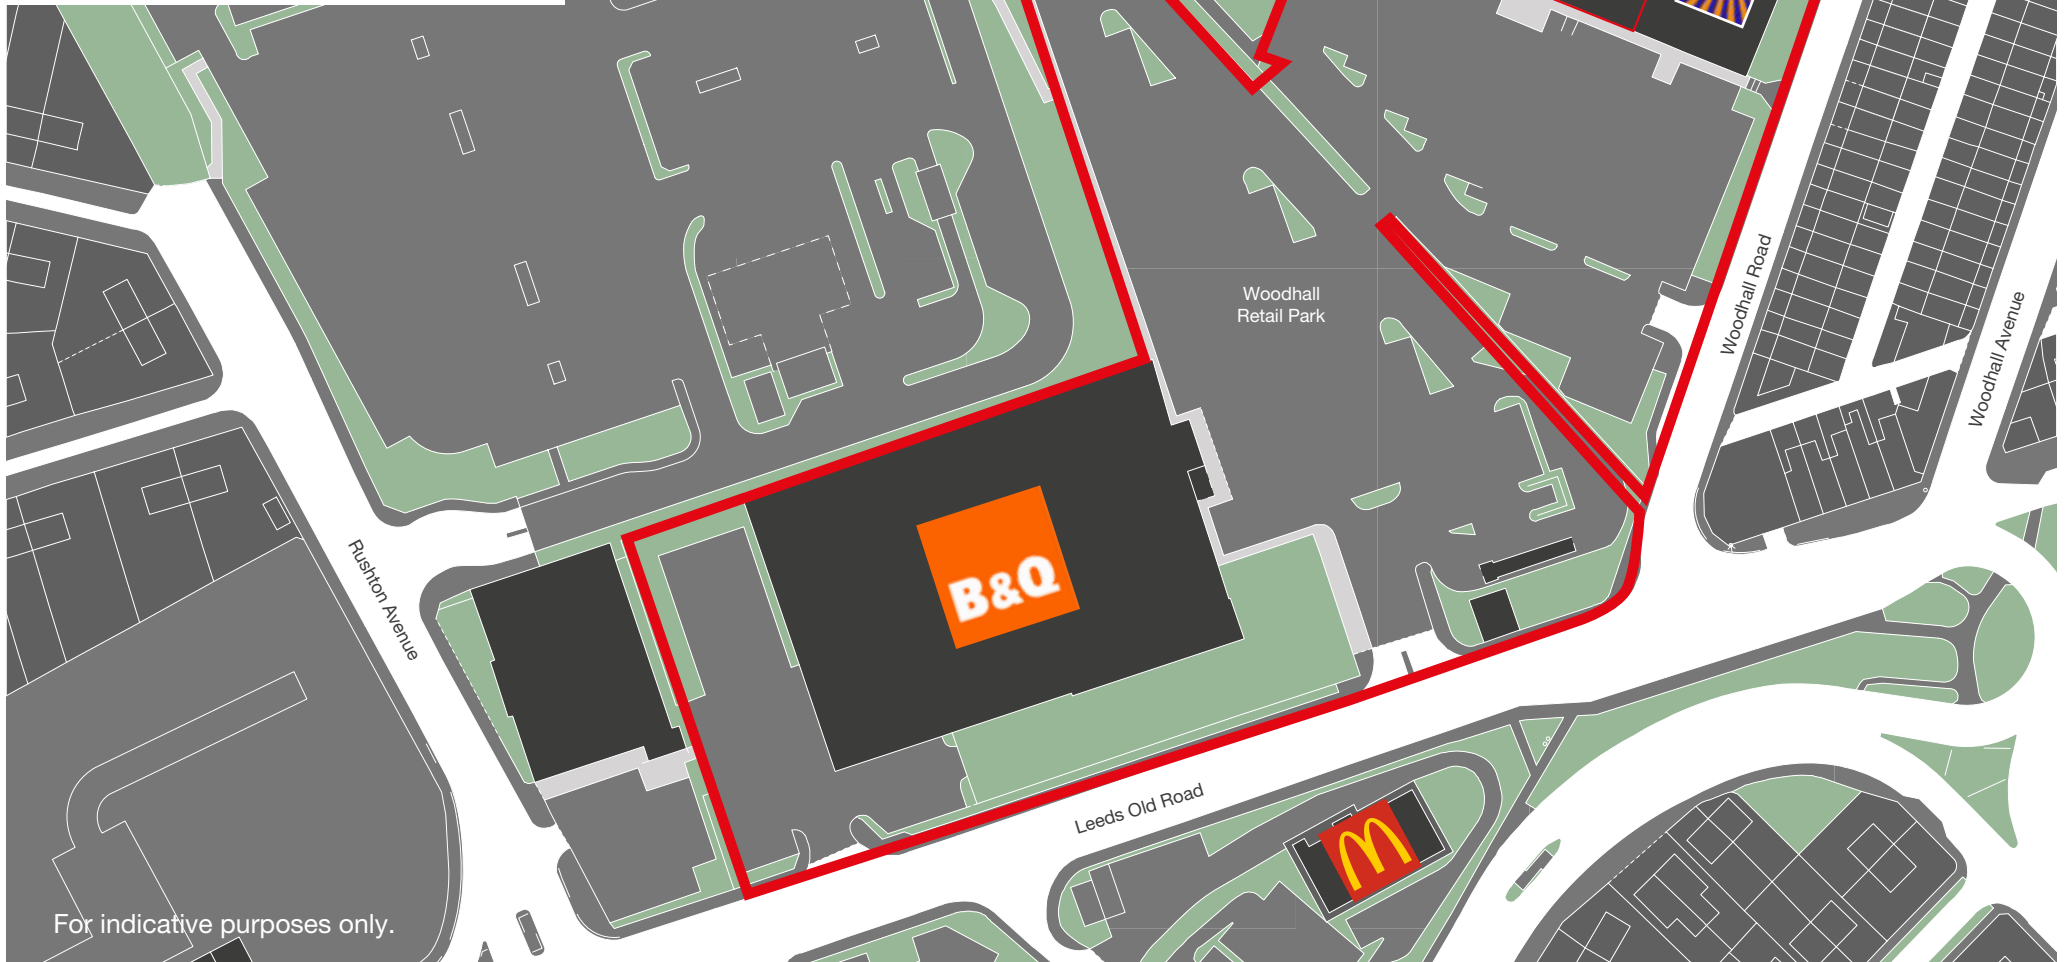 Woodhall
Retail Park
Woodhall Road
Woodhall Avenue
B&Q
Rushton Avenue
Leeds Old Road
For indicative purposes only.